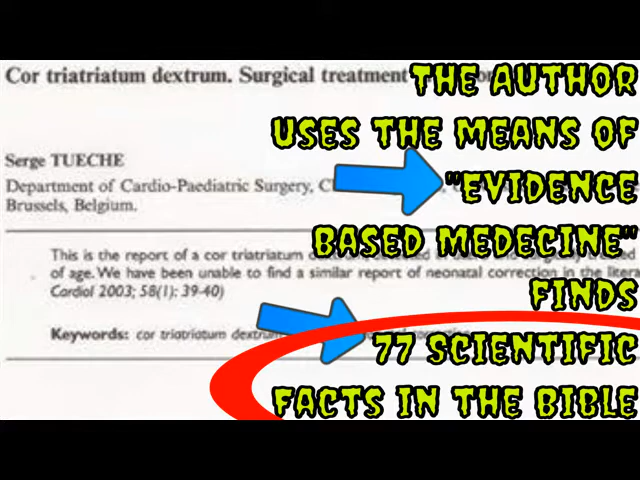 Cor triatriatum dextrum. Surgical treatment
THE AUTHOR
USES THE MEANS OF
Serge TUECHE
"EVIDENCE
Department of Cardio-Paediatric Surgery,
Brussels, Belgium.
BASED MEDECINE"
This is the report of a cor triatriatum
of age. We have been unable to find a similar report of neonatal correction in the
FINDS
Cardiol 2003; 58(1): 39-40)
Keywords: cor triatriatum
77 SCIENTIFIC
FACTS IN THE BIBLE